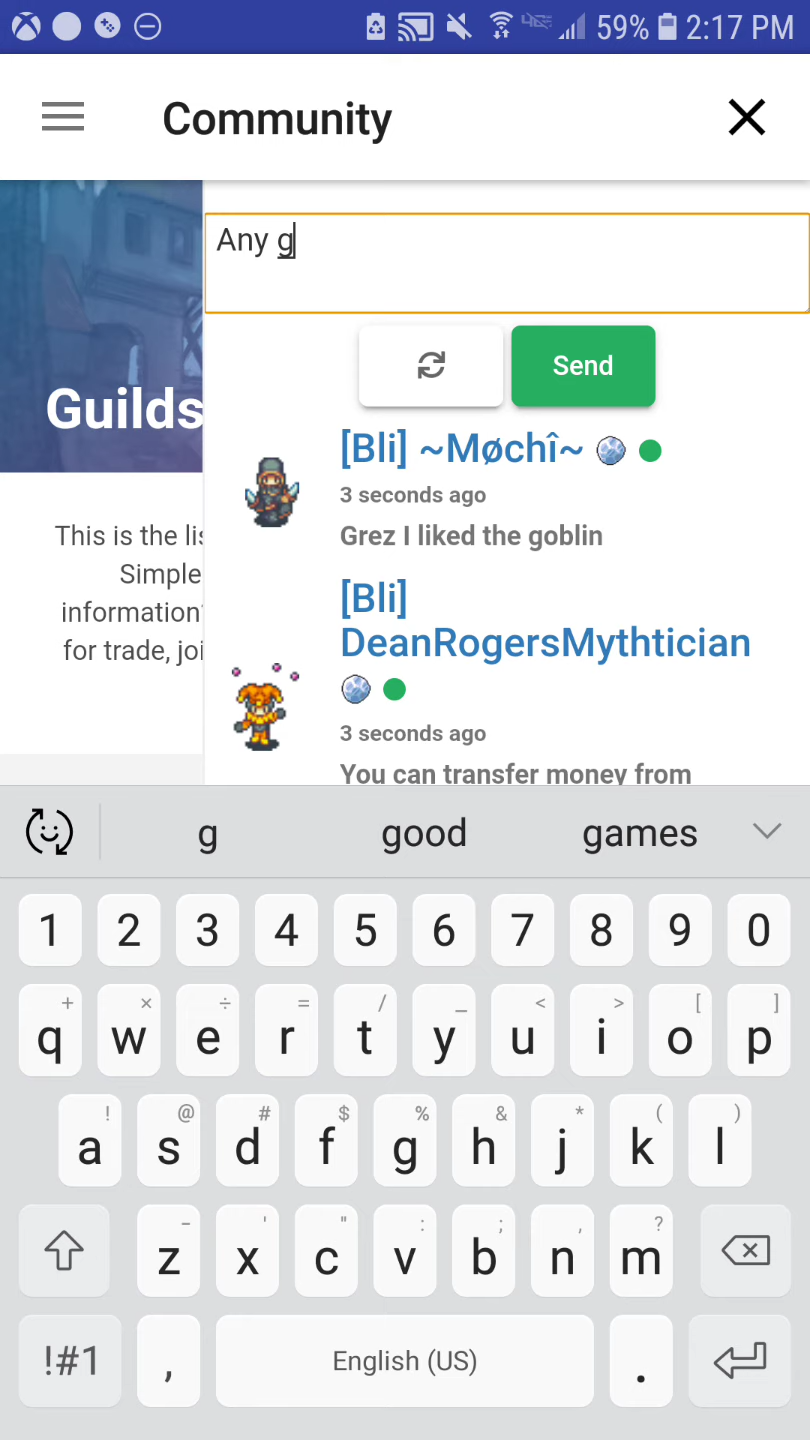 59% 2:17 PM
Community
Any g
Send
Guilds
[Bli] ~Møchî~
3 seconds ago
Grez I liked the goblin
This is the lis
Simple
information'
for trade, joi
[Bli]
DeanRogersMythtician
3 seconds ago
You can transfer money from
g good games
1 2 3 4 5 6 7 8 9 0
+ × ÷ = / _ < > [ ]
q w e r t y u i o p
! @ # $ % & * ( )
a s d f g h j k l
- ' " : ; , ?
z x c v b n m
!#1 , English (US) .